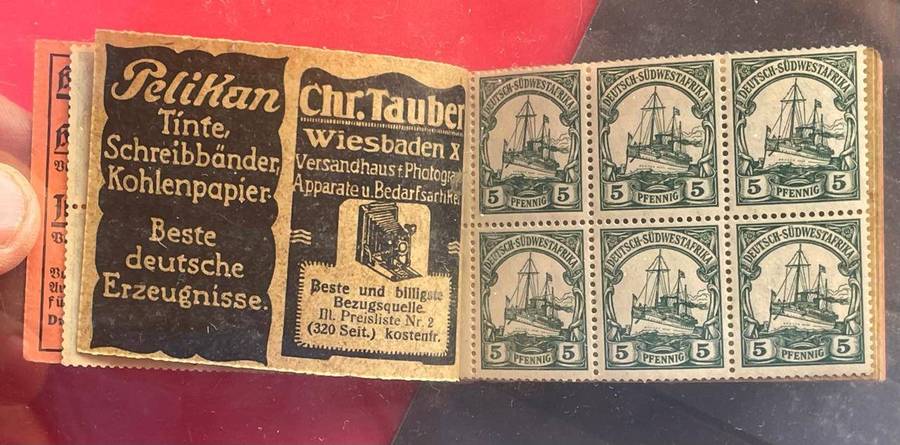 Pelikan
Tinte,
Schreibbänder,
Kohlenpapier.
Beste
deutsche
Erzeugnisse.
Chr. Tauber
Wiesbaden X
Versandhaus f. Photogra
Apparate u. Bedarfsartike
Beste und billigste
Bezugsquelle.
Ill. Preisliste Nr. 2
(320 Seit.) kostenfr.
DEUTSCH-SÜDWESTAFRIKA
5 PFENNIG 5
DEUTSCH-SÜDWESTAFRIKA
5 PFENNIG 5
DEUTSCH-SÜDWESTAFRIKA
5 PFENNIG 5
DEUTSCH-SÜDWESTAFRIKA
5 PFENNIG 5
DEUTSCH-SÜDWESTAFRIKA
5 PFENNIG 5
DEUTSCH-SÜDWESTAFRIKA
5 PFENNIG 5